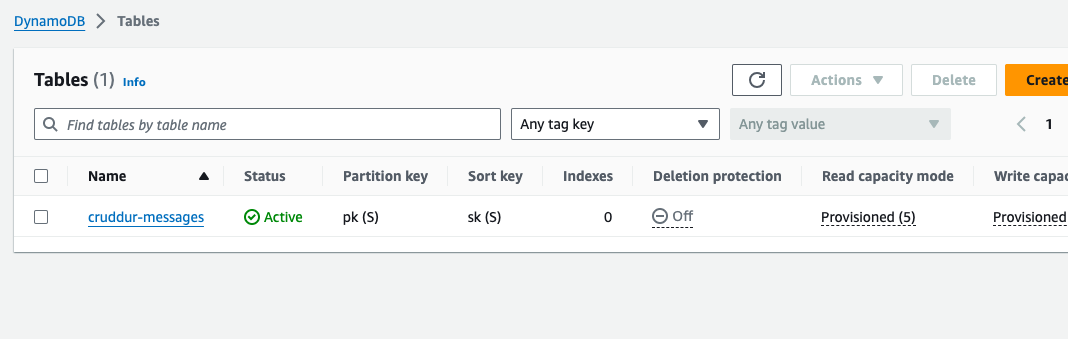 DynamoDB > Tables
Tables (1) Info
Actions Delete Create
Find tables by table name Any tag key Any tag value 1
Name Status Partition key Sort key Indexes Deletion protection Read capacity mode Write capac
cruddur-messages Active pk (S) sk (S) 0 Off Provisioned (5) Provisioned